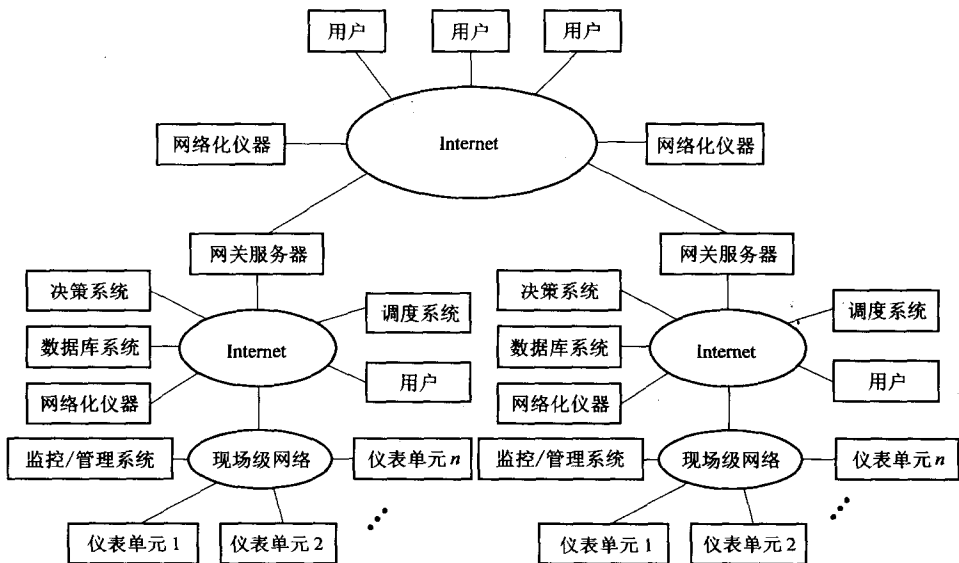 用户
用户
用户
Internet
网络化仪器
网络化仪器
网关服务器
网关服务器
决策系统
调度系统
数据库系统
Internet
网络化仪器
用户
监控/管理系统
现场级网络
仪表单元 n
仪表单元 1
仪表单元 2
决策系统
调度系统
数据库系统
Internet
网络化仪器
用户
监控/管理系统
现场级网络
仪表单元 n
仪表单元 1
仪表单元 2